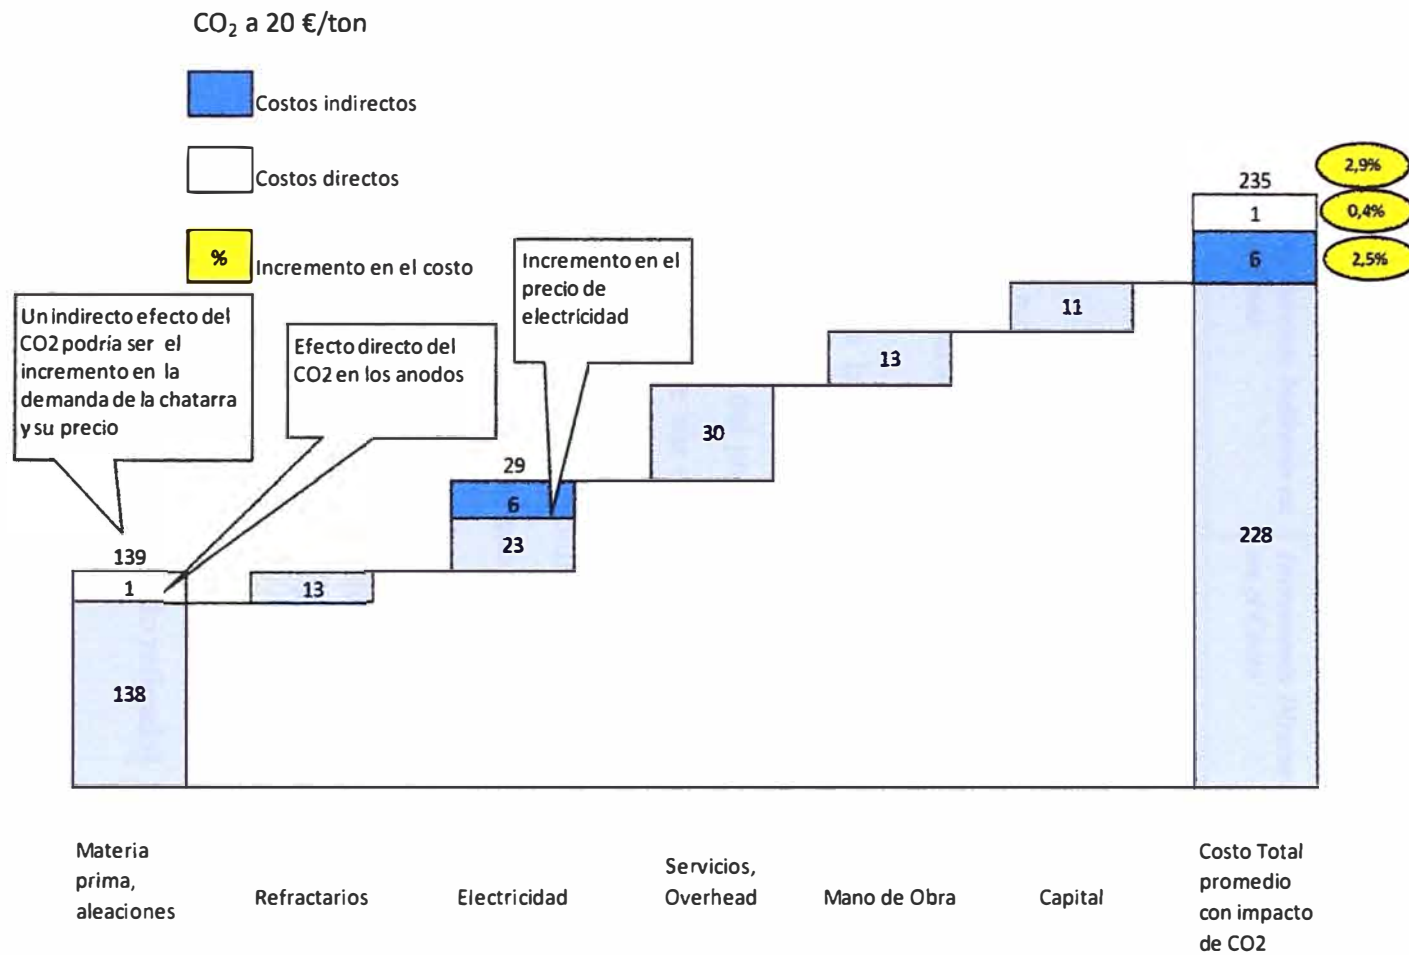 CO₂ a 20 €/ton
Costos indirectos
Costos directos
%
Incremento en el costo
Un indirecto efecto del
CO2 podría ser el
incremento en la
demanda de la chatarra
y su precio
Efecto directo del
CO2 en los anodos
Incremento en el
precio de
electricidad
139
1
138
13
29
6
23
30
13
11
235
1
6
228
2,9%
0,4%
2,5%
Materia
prima,
aleaciones
Refractarios
Electricidad
Servicios,
Overhead
Mano de Obra
Capital
Costo Total
promedio
con impacto
de CO2